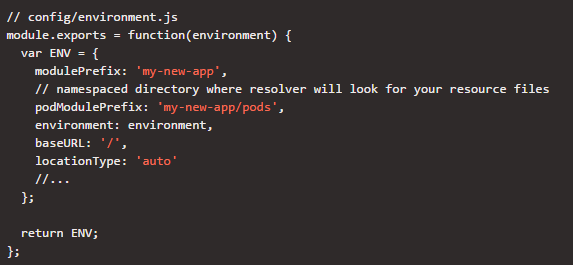 // config/environment.js
module.exports = function(environment) {
  var ENV = {
    modulePrefix: 'my-new-app',
    // namespaced directory where resolver will look for your resource files
    podModulePrefix: 'my-new-app/pods',
    environment: environment,
    baseURL: '/',
    locationType: 'auto'
    //...
  };

  return ENV;
};